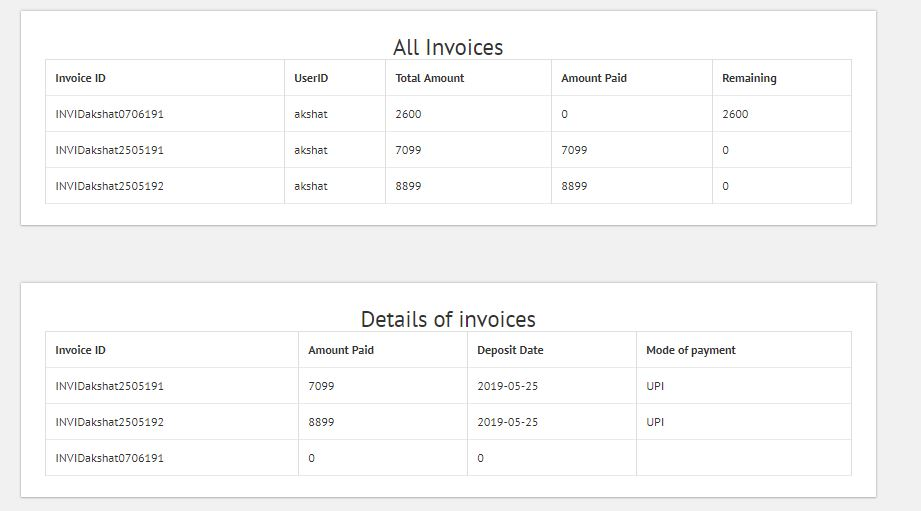 All Invoices
Invoice ID UserID Total Amount Amount Paid Remaining
INVIDakshat0706191 akshat 2600 0 2600
INVIDakshat2505191 akshat 7099 7099 0
INVIDakshat2505192 akshat 8899 8899 0
Details of invoices
Invoice ID Amount Paid Deposit Date Mode of payment
INVIDakshat2505191 7099 2019-05-25 UPI
INVIDakshat2505192 8899 2019-05-25 UPI
INVIDakshat0706191 0 0